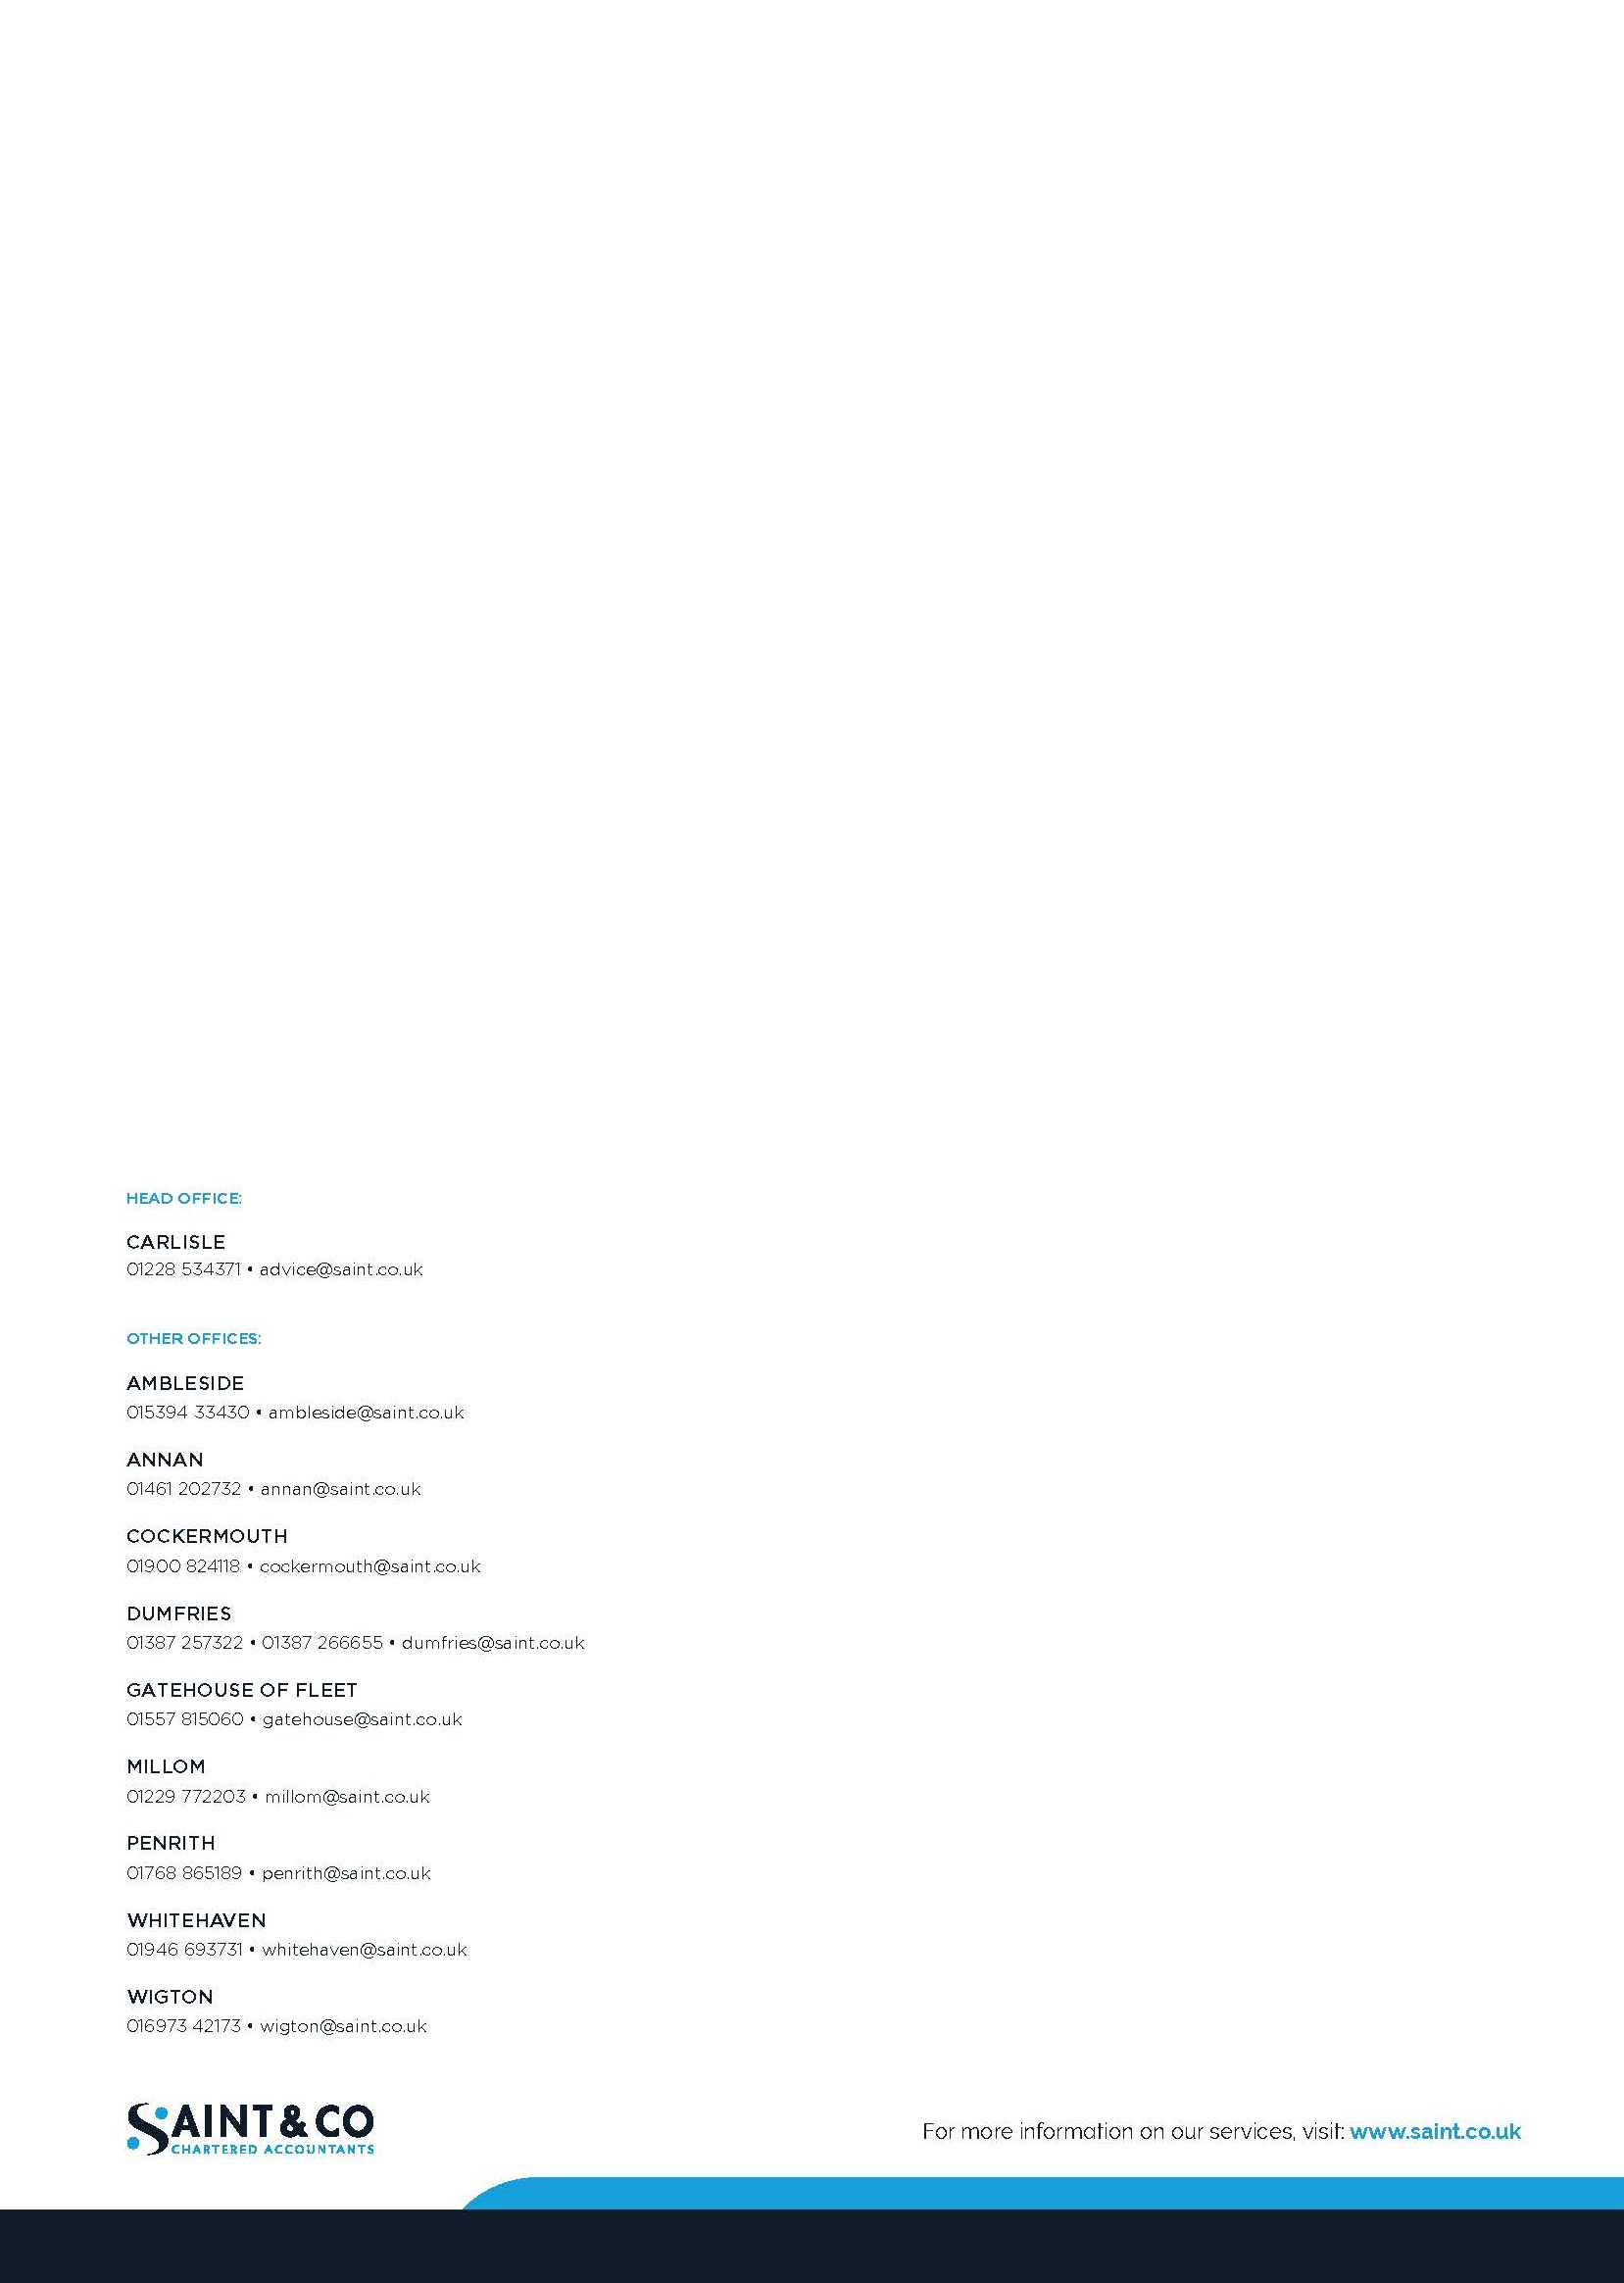 HEAD OFFICE:
CARLISLE
01228 534371 • advice@saint.co.uk
OTHER OFFICES:
AMBLESIDE
015394 33430 • ambleside@saint.co.uk
ANNAN
01461 202732 • annan@saint.co.uk
COCKERMOUTH
01900 824118 • cockermouth@saint.co.uk
DUMFRIES
01387 257322 • 01387 266655 • dumfries@saint.co.uk
GATEHOUSE OF FLEET
01557 815060 • gatehouse@saint.co.uk
MILLOM
01229 772203 • millom@saint.co.uk
PENRITH
01768 865189 • penrith@saint.co.uk
WHITEHAVEN
01946 693731 • whitehaven@saint.co.uk
WIGTON
016973 42173 • wigton@saint.co.uk
SAINT & CO
CHARTERED ACCOUNTANTS
For more information on our services, visit: www.saint.co.uk